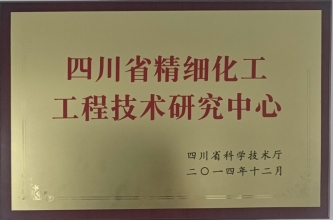 四川省精细化工
工程技术研究中心
四川省科学技术厅
二〇一四年十二月